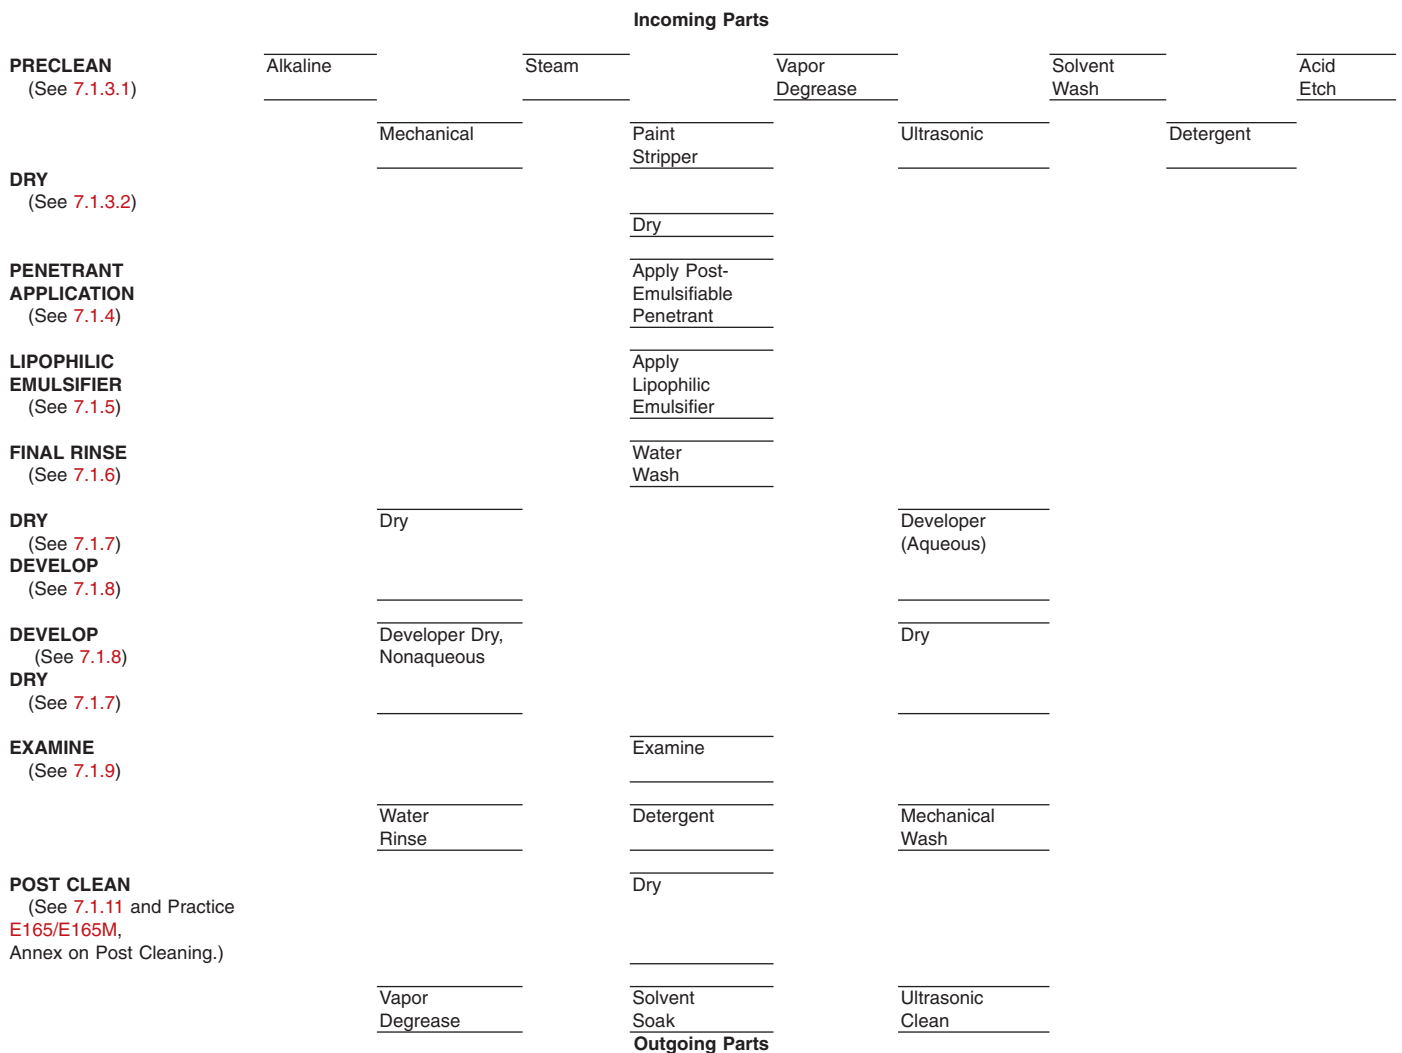 Incoming Parts
PRECLEAN Alkaline Steam Vapor Solvent Acid
(See 7.1.3.1) Degrease Wash Etch
Mechanical Paint Ultrasonic Detergent
Stripper
DRY
(See 7.1.3.2)
Dry
PENETRANT Apply Post-
APPLICATION Emulsifiable
(See 7.1.4) Penetrant
LIPOPHILIC Apply
EMULSIFIER Lipophilic
(See 7.1.5) Emulsifier
FINAL RINSE Water
(See 7.1.6) Wash
DRY Dry Developer
(See 7.1.7) (Aqueous)
DEVELOP
(See 7.1.8)
DEVELOP Developer Dry, Dry
(See 7.1.8) Nonaqueous
DRY
(See 7.1.7)
EXAMINE Examine
(See 7.1.9)
Water Detergent Mechanical
Rinse Wash
POST CLEAN Dry
(See 7.1.11 and Practice
E165/E165M,
Annex on Post Cleaning.)
Vapor Solvent Ultrasonic
Degrease Soak Clean
Outgoing Parts